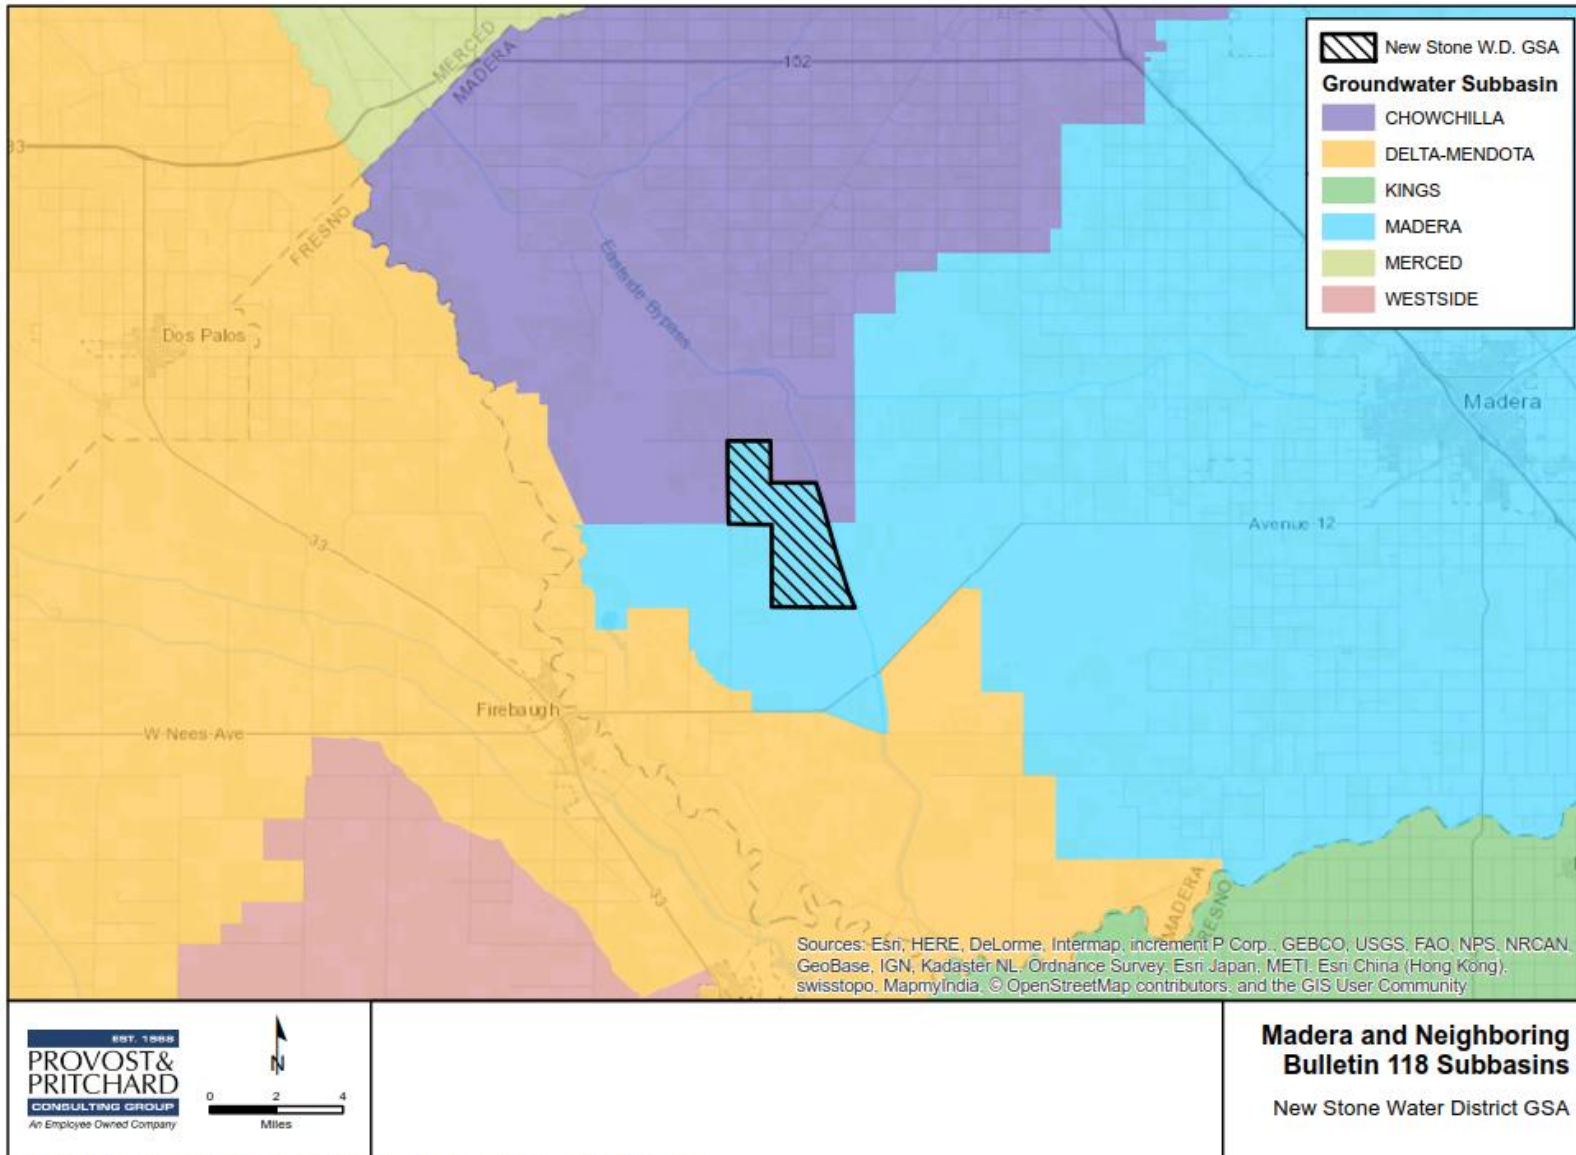 MERCED
MADERA
152
33
FRESNO
Eastside Bypass
Dos Palos
Madera
Avenue 12
33
Firebaugh
W Nees Ave
33
MADERA
RESNO
New Stone W.D. GSA
Groundwater Subbasin
CHOWCHILLA
DELTA-MENDOTA
KINGS
MADERA
MERCED
WESTSIDE
Sources: Esri, HERE, DeLorme, Intermap, increment P Corp., GEBCO, USGS, FAO, NPS, NRCAN,
GeoBase, IGN, Kadaster NL, Ordnance Survey, Esri Japan, METI, Esri China (Hong Kong),
swisstopo, MapmyIndia, © OpenStreetMap contributors, and the GIS User Community
EST. 1968
PROVOST&
PRITCHARD
CONSULTING GROUP
An Employee Owned Company
N
0 2 4
Miles
Madera and Neighboring
Bulletin 118 Subbasins
New Stone Water District GSA